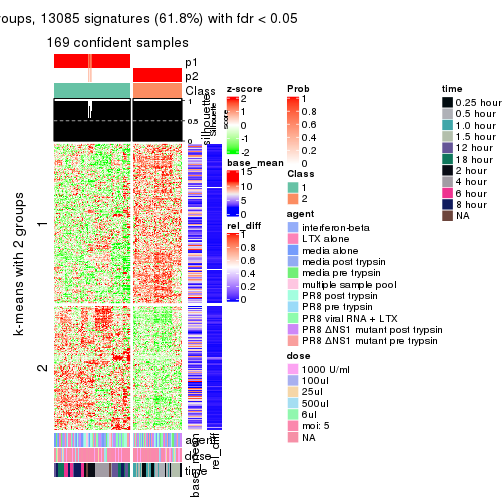 roups, 13085 signatures (61.8%) with fdr < 0.05
169 confident samples
p1
p2
Class
1
0.5
0
silhouette
score
k-means with 2 groups
1
2
agent
dose
time
base_mean
rel_diff
z-score
2
1
0
-1
-2
base_mean
15
10
5
0
rel_diff
1
0.8
0.6
0.4
0.2
0
Prob
1
0.8
0.6
0.4
0.2
0
Class
1
2
agent
interferon-beta
LTX alone
media alone
media post trypsin
media pre trypsin
multiple sample pool
PR8 post trypsin
PR8 pre trypsin
PR8 viral RNA + LTX
PR8 ΔNS1 mutant post trypsin
PR8 ΔNS1 mutant pre trypsin
dose
1000 U/ml
100ul
25ul
500ul
6ul
moi: 5
NA
time
0.25 hour
0.5 hour
1.0 hour
1.5 hour
12 hour
18 hour
2 hour
4 hour
6 hour
8 hour
NA